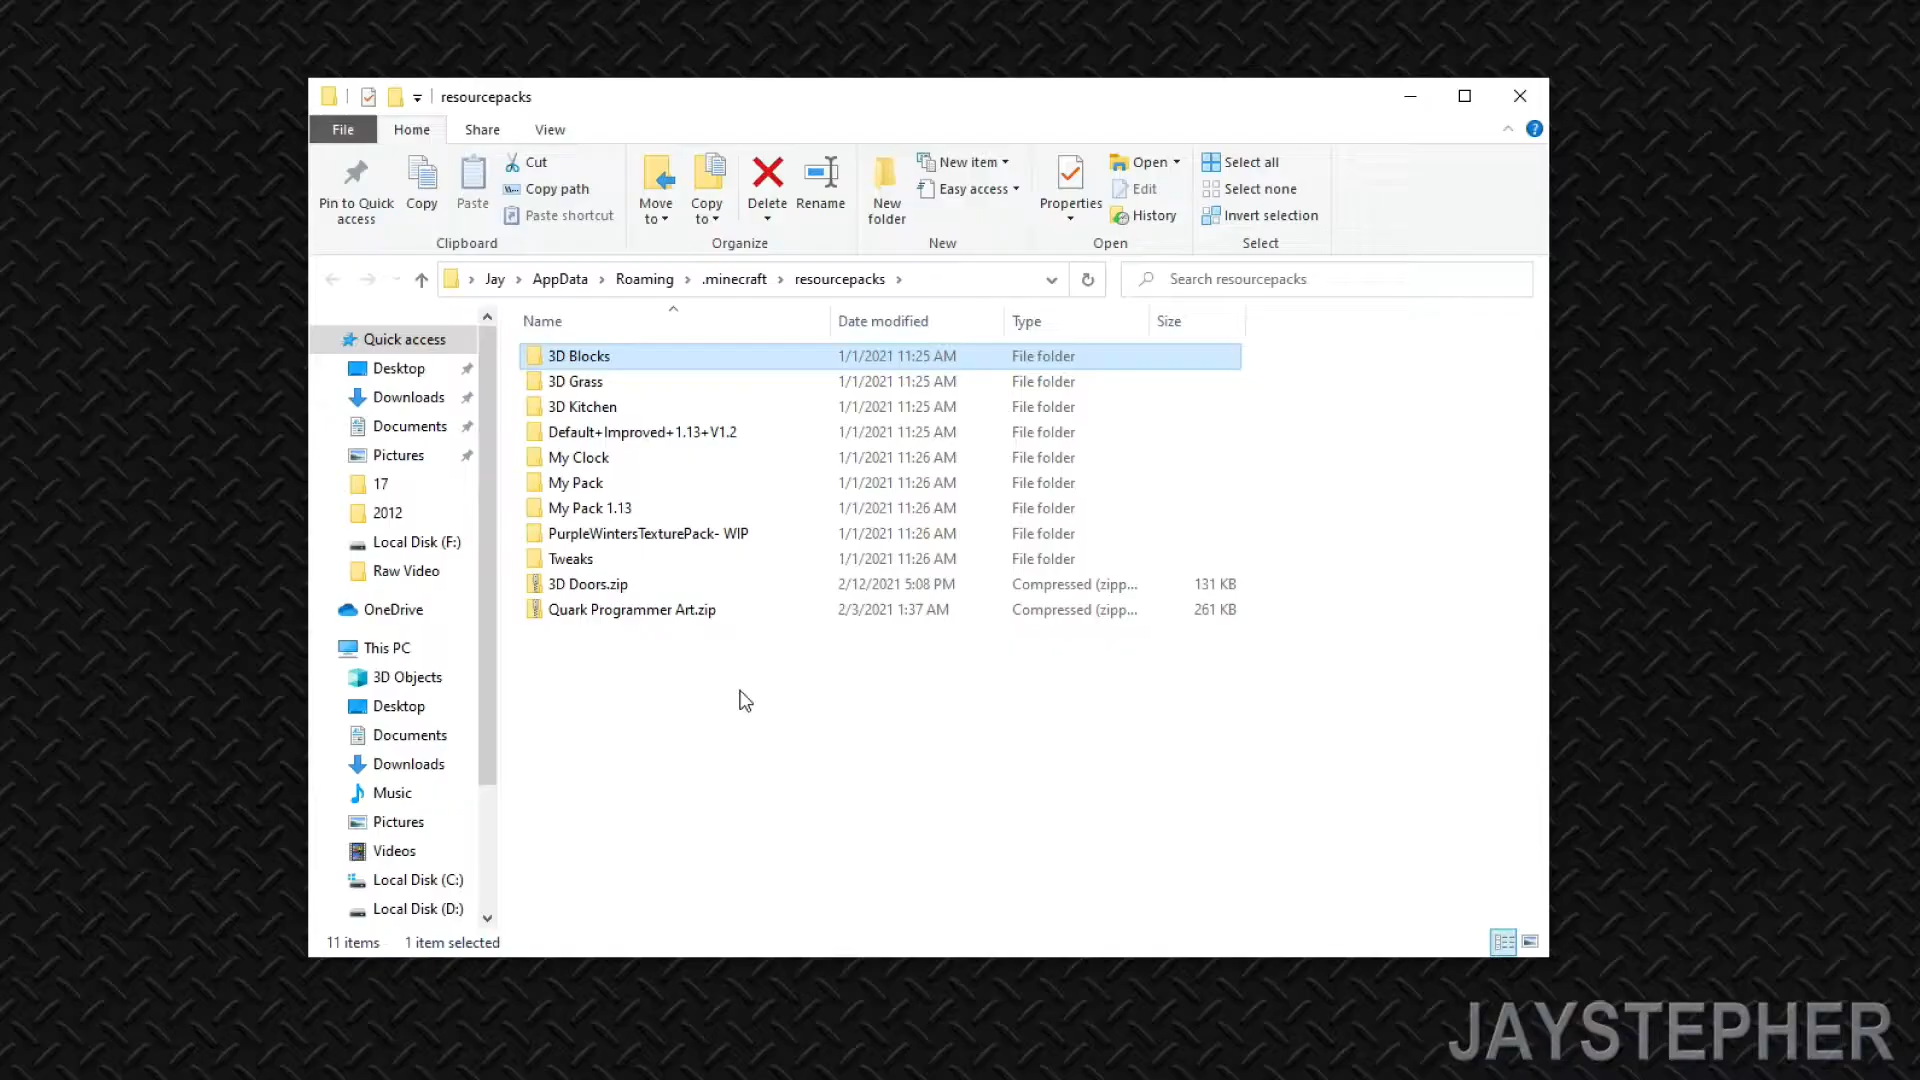 resourcepacks
File Home Share View
Pin to Quick access
Copy
Paste
Cut
Copy path
Paste shortcut
Clipboard
Move to
Copy to
Delete
Rename
Organize
New folder
New item
Easy access
New
Properties
Open
Edit
History
Open
Select all
Select none
Invert selection
Select
Jay > AppData > Roaming > .minecraft > resourcepacks >
Search resourcepacks
Quick access
Desktop
Downloads
Documents
Pictures
17
2012
Local Disk (F:)
Raw Video
OneDrive
This PC
3D Objects
Desktop
Documents
Downloads
Music
Pictures
Videos
Local Disk (C:)
Local Disk (D:)
Name Date modified Type Size
3D Blocks 1/1/2021 11:25 AM File folder
3D Grass 1/1/2021 11:25 AM File folder
3D Kitchen 1/1/2021 11:25 AM File folder
Default+Improved+1.13+V1.2 1/1/2021 11:25 AM File folder
My Clock 1/1/2021 11:26 AM File folder
My Pack 1/1/2021 11:26 AM File folder
My Pack 1.13 1/1/2021 11:26 AM File folder
PurpleWintersTexturePack- WIP 1/1/2021 11:26 AM File folder
Tweaks 1/1/2021 11:26 AM File folder
3D Doors.zip 2/12/2021 5:08 PM Compressed (zipp... 131 KB
Quark Programmer Art.zip 2/3/2021 1:37 AM Compressed (zipp... 261 KB
11 items 1 item selected
JAYSTEPHER